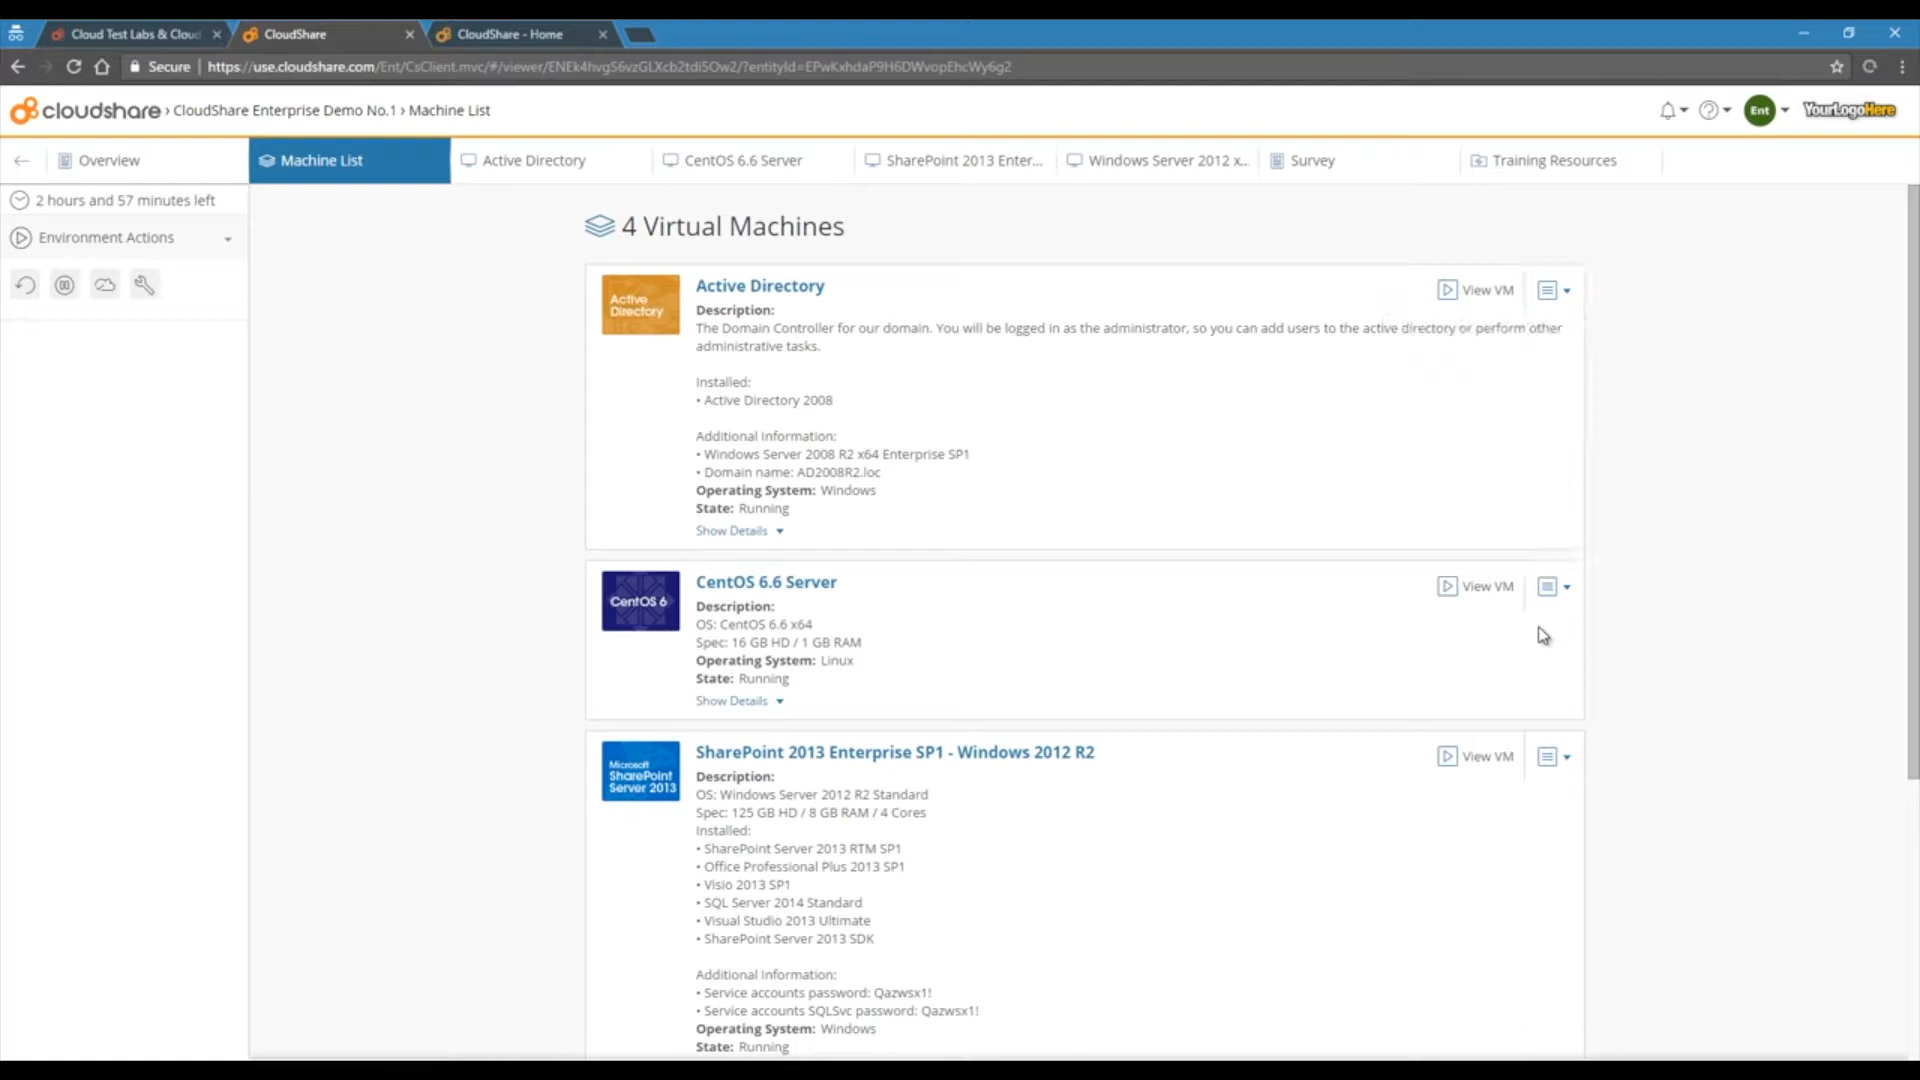 Cloud Test Labs & Cloud
CloudShare
CloudShare - Home
Secure
https://use.cloudshare.com/Ent/CsClient.mvc/#/viewer/ENEk4hvgS6vzGLXcb2tdi5Ow2/?entityId=EPwKxhdaP9H6DWvopEhcWy6g2
cloudshare › CloudShare Enterprise Demo No.1 › Machine List
Ent
YourLogoHere
Overview
Machine List
Active Directory
CentOS 6.6 Server
SharePoint 2013 Enter...
Windows Server 2012 x...
Survey
Training Resources
2 hours and 57 minutes left
Environment Actions
4 Virtual Machines
Active Directory
Active Directory
View VM
Description:
The Domain Controller for our domain. You will be logged in as the administrator, so you can add users to the active directory or perform other
administrative tasks.
Installed:
• Active Directory 2008
Additional Information:
• Windows Server 2008 R2 x64 Enterprise SP1
• Domain name: AD2008R2.loc
Operating System: Windows
State: Running
Show Details
CentOS 6
CentOS 6.6 Server
View VM
Description:
OS: CentOS 6.6 x64
Spec: 16 GB HD / 1 GB RAM
Operating System: Linux
State: Running
Show Details
Microsoft
SharePoint
Server 2013
SharePoint 2013 Enterprise SP1 - Windows 2012 R2
View VM
Description:
OS: Windows Server 2012 R2 Standard
Spec: 125 GB HD / 8 GB RAM / 4 Cores
Installed:
• SharePoint Server 2013 RTM SP1
• Office Professional Plus 2013 SP1
• Visio 2013 SP1
• SQL Server 2014 Standard
• Visual Studio 2013 Ultimate
• SharePoint Server 2013 SDK
Additional Information:
• Service accounts password: Qazwsx1!
• Service accounts SQLSvc password: Qazwsx1!
Operating System: Windows
State: Running